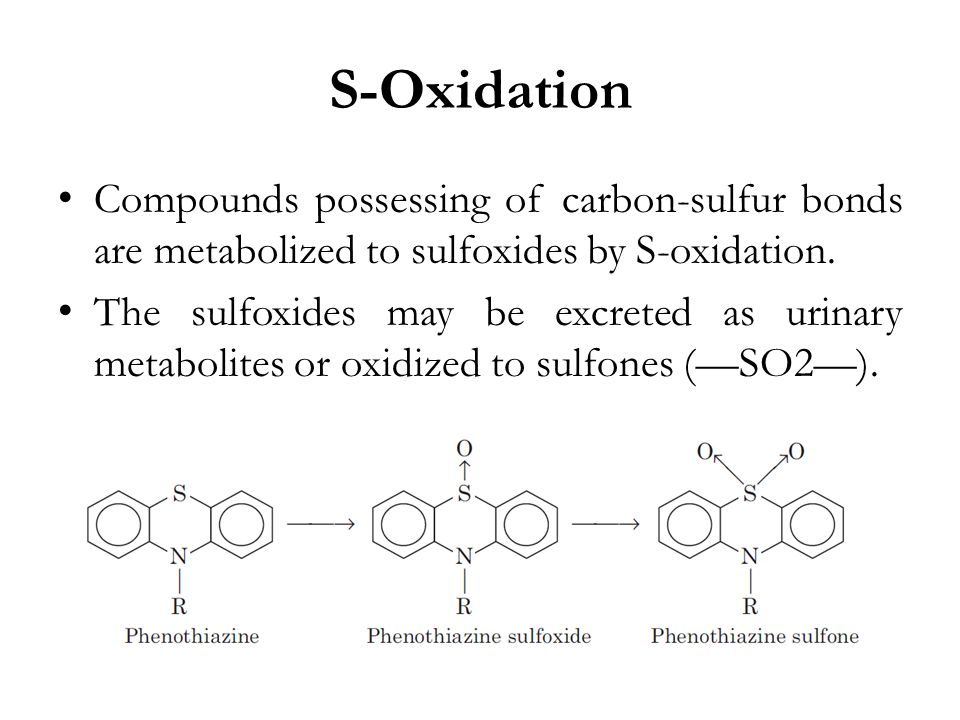 S-Oxidation
• Compounds possessing of carbon-sulfur bonds
are metabolized to sulfoxides by S-oxidation.
• The sulfoxides may be excreted as urinary
metabolites or oxidized to sulfones (—SO2—).
O
O O
S S S
N N N
R R R
Phenothiazine Phenothiazine sulfoxide Phenothiazine sulfone